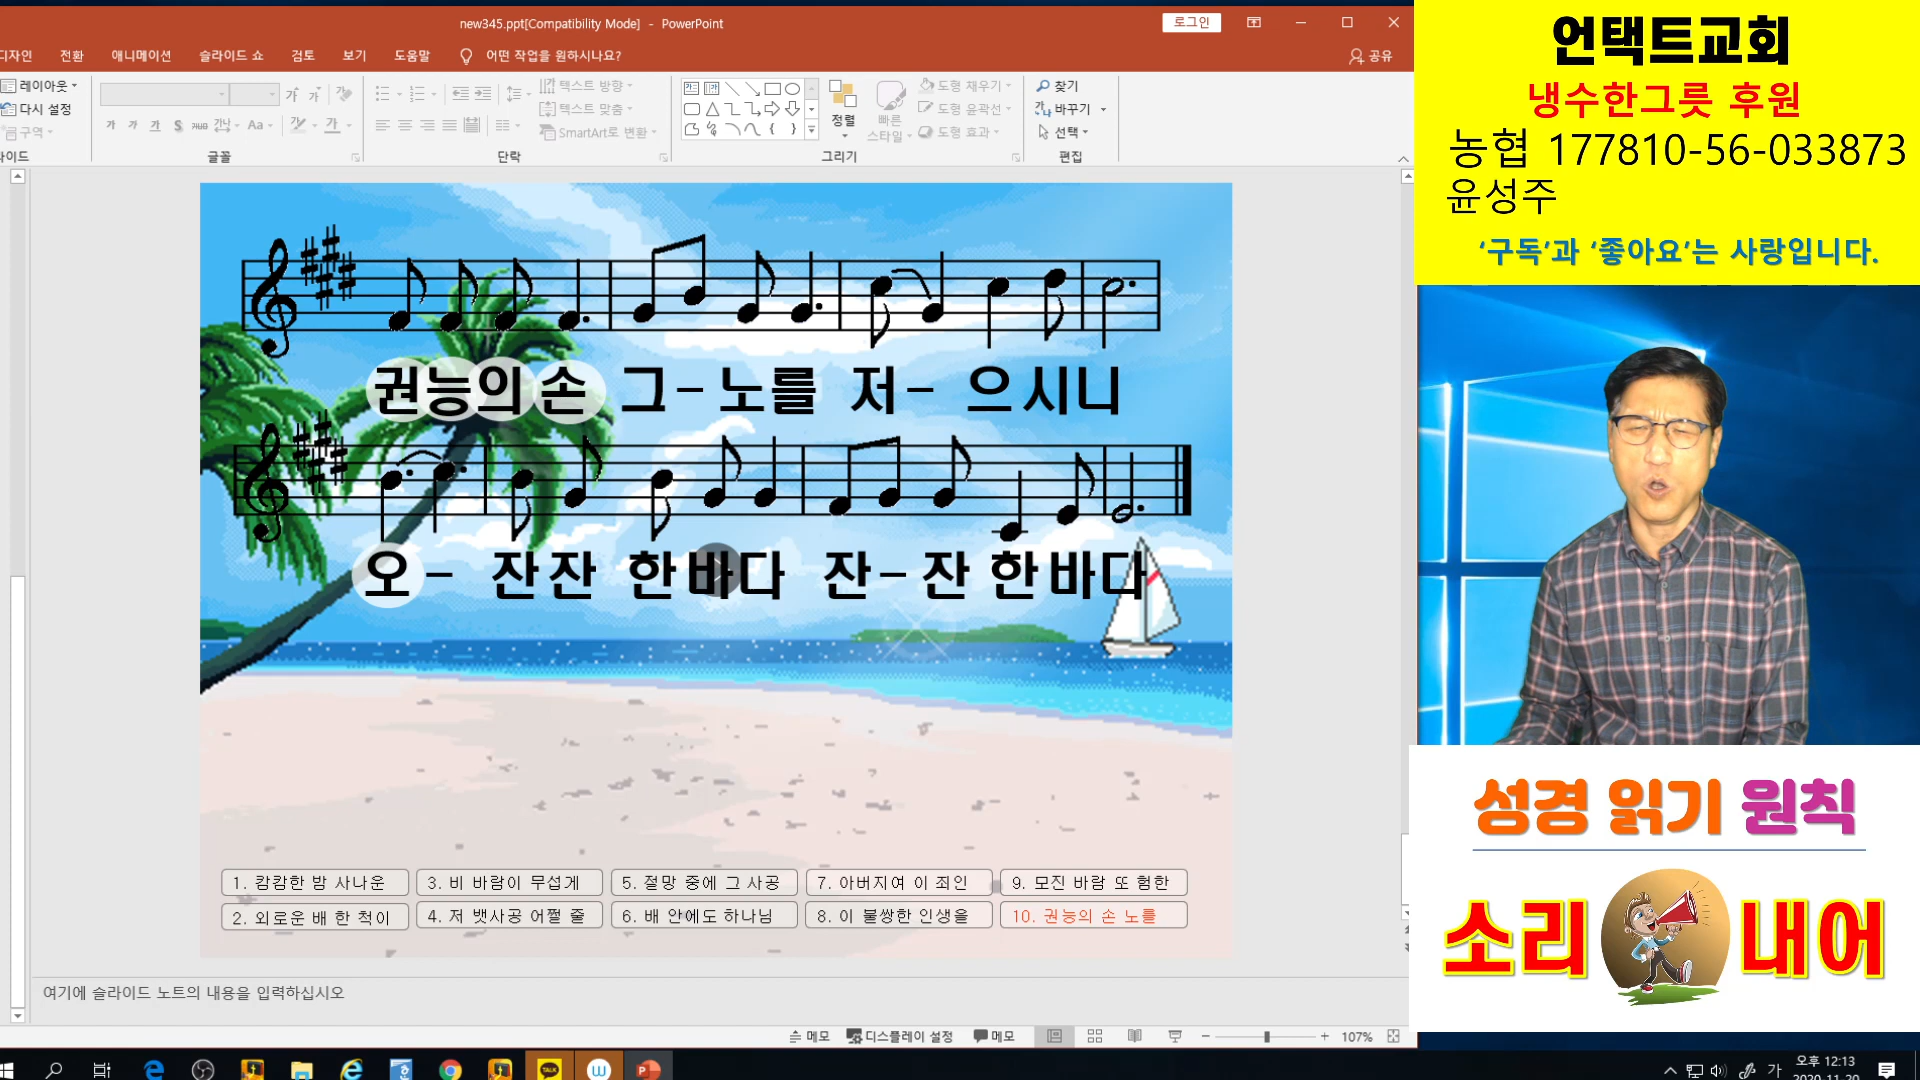 new345.ppt[Compatibility Mode] - PowerPoint
로그인
디자인 전환 애니메이션 슬라이드 쇼 검토 보기 도움말 어떤 작업을 원하시나요?
공유
레이아웃
다시 설정
구역
글꼴
텍스트 방향
텍스트 맞춤
SmartArt로 변환
단락
정렬
빠른
스타일
도형 채우기
도형 윤곽선
도형 효과
그리기
찾기
바꾸기
선택
편집
권능의 손 그-노를 저- 으시니
오- 잔잔 한바다 잔-잔 한바다
1. 캄캄한 밤 사나운
3. 비 바람이 무섭게
5. 절망 중에 그 사공
7. 아버지여 이 죄인
9. 모진 바람 또 험한
2. 외로운 배 한 척이
4. 저 뱃사공 어쩔 줄
6. 배 안에도 하나님
8. 이 불쌍한 인생을
10. 권능의 손 노를
여기에 슬라이드 노트의 내용을 입력하십시오
메모 디스플레이 설정 메모 107%
오후 12:13
2020-11-20
언택트교회
냉수한그릇 후원
농협 177810-56-033873
윤성주
‘구독’과 ‘좋아요’는 사랑입니다.
성경 읽기 원칙
소리 내어